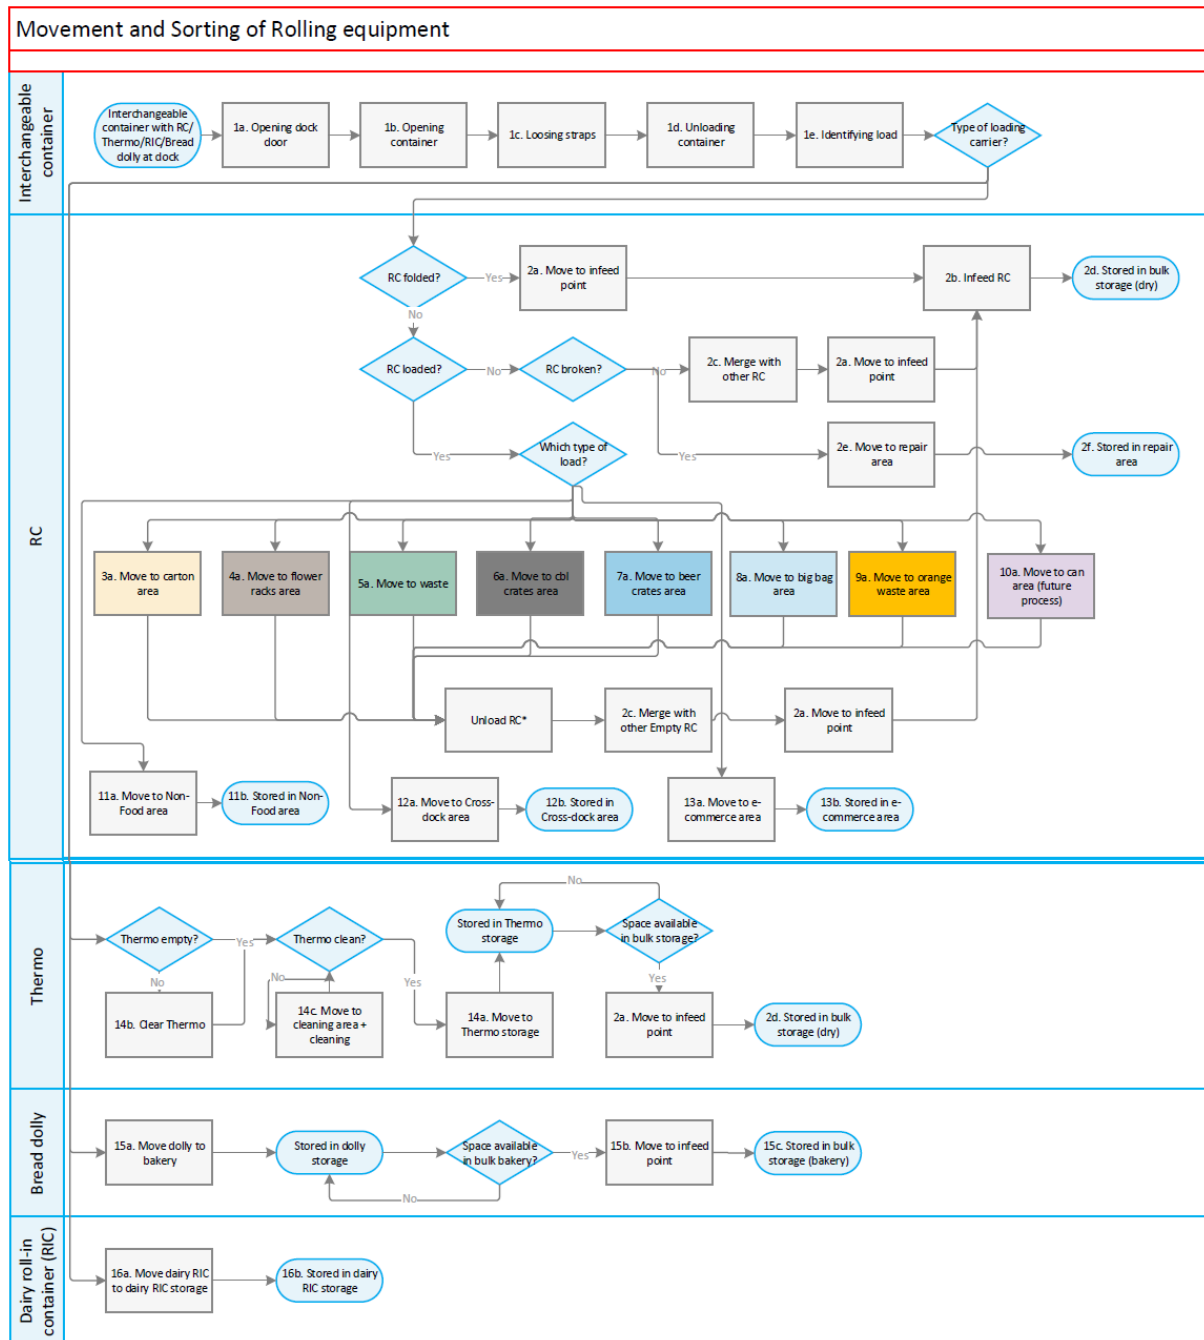 Movement and Sorting of Rolling equipment
Interchangeable
container
Interchangeable
container with RC/
Thermo/RIC/Bread
dolly at dock
1a. Opening dock
door
1b. Opening
container
1c. Loosing straps
1d. Unloading
container
1e. Identifying load
Type of loading
carrier?
RC
RC folded?
Yes
2a. Move to infeed
point
2b. Infeed RC
2d. Stored in bulk
storage (dry)
No
RC loaded?
No
RC broken?
No
2c. Merge with
other RC
2a. Move to infeed
point
Yes
Which type of
load?
Yes
2e. Move to repair
area
2f. Stored in repair
area
3a. Move to carton
area
4a. Move to flower
racks area
5a. Move to waste
6a. Move to cbl
crates area
7a. Move to beer
crates area
8a. Move to big bag
area
9a. Move to orange
waste area
10a. Move to can
area (future
process)
Unload RC*
2c. Merge with
other Empty RC
2a. Move to infeed
point
11a. Move to Non-
Food area
11b. Stored in Non-
Food area
12a. Move to Cross-
dock area
12b. Stored in
Cross-dock area
13a. Move to e-
commerce area
13b. Stored in e-
commerce area
Thermo
No
Thermo empty?
Yes
Thermo clean?
Stored in Thermo
storage
Space available
in bulk storage?
No
No
Yes
Yes
14b. Clear Thermo
14c. Move to
cleaning area +
cleaning
14a. Move to
Thermo storage
2a. Move to infeed
point
2d. Stored in bulk
storage (dry)
Bread dolly
15a. Move dolly to
bakery
Stored in dolly
storage
Space available
in bulk bakery?
Yes
15b. Move to infeed
point
15c. Stored in bulk
storage (bakery)
No
Dairy roll-in
container (RIC)
16a. Move dairy RIC
to dairy RIC storage
16b. Stored in dairy
RIC storage